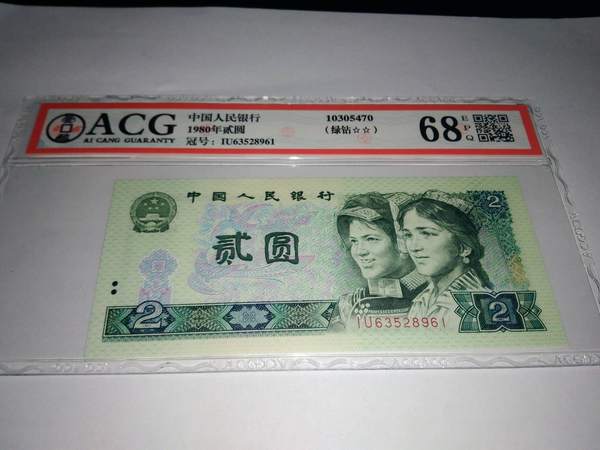 ACG
AI CANG GUARANTY
中国人民银行
1980年贰圆
冠号: IU63528961
10305470
(绿钻☆☆)
68 EPQ
中国人民银行
贰圆
2
2
2
IU63528961